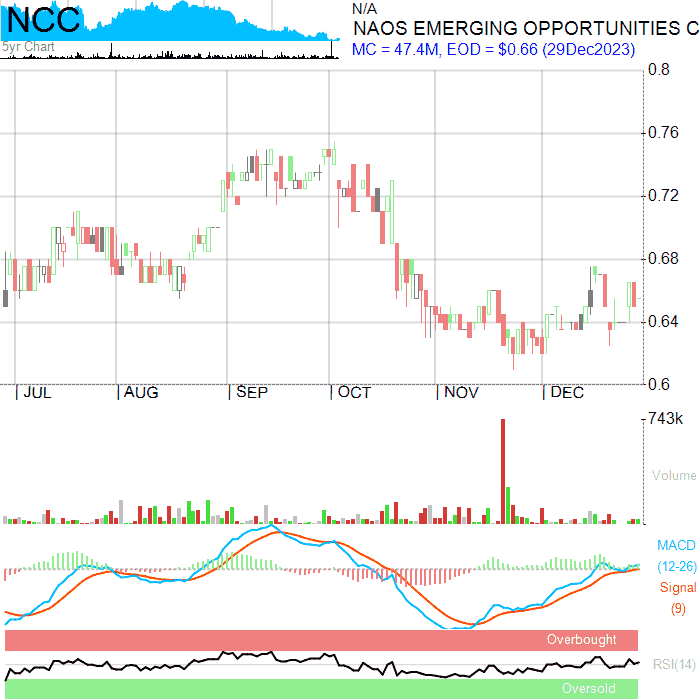 NCC
5yr Chart
N/A
NAOS EMERGING OPPORTUNITIES C
MC = 47.4M, EOD = $0.66 (29Dec2023)
0.8
0.76
0.72
0.68
0.64
0.6
JUL AUG SEP OCT NOV DEC
743k
Volume
MACD
(12-26)
Signal
(9)
Overbought
RSI(14)
Oversold